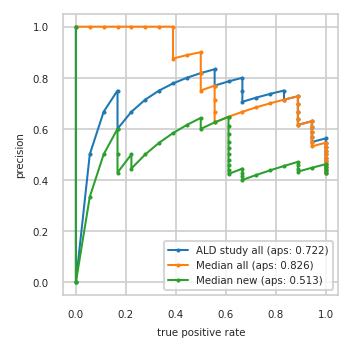 1.0
0.8
0.6
0.4
0.2
0.0
precision
0.0 0.2 0.4 0.6 0.8 1.0
true positive rate
ALD study all (aps: 0.722)
Median all (aps: 0.826)
Median new (aps: 0.513)